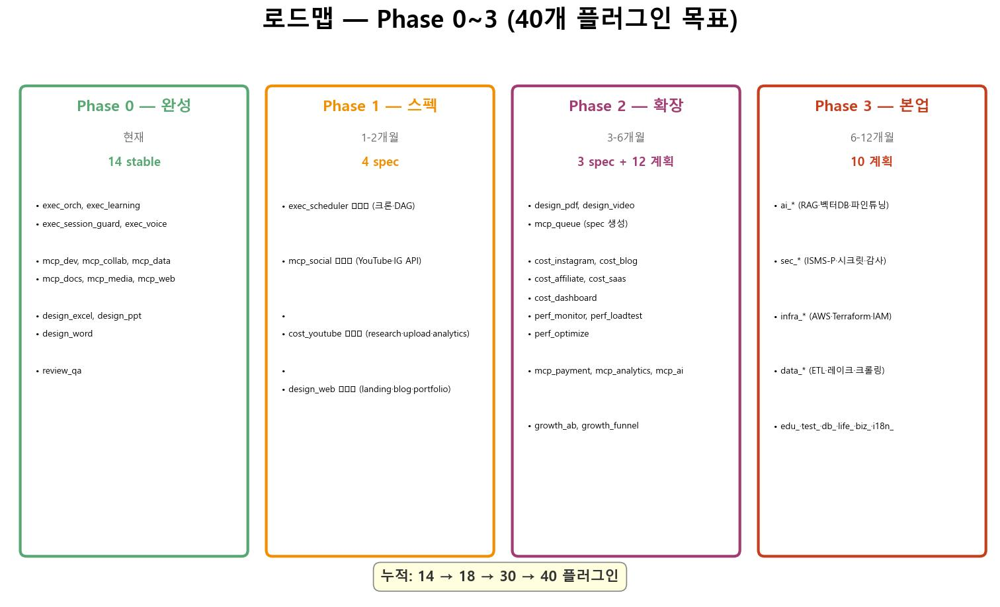 로드맵 — Phase 0~3 (40개 플러그인 목표)
Phase 0 — 완성
현재
14 stable
• exec_orch, exec_learning
• exec_session_guard, exec_voice
• mcp_dev, mcp_collab, mcp_data
• mcp_docs, mcp_media, mcp_web
• design_excel, design_ppt
• design_word
• review_qa
Phase 1 — 스펙
1-2개월
4 spec
• exec_scheduler □□□ (크론·DAG)
• mcp_social □□□ (YouTube·IG API)
•
• cost_youtube □□□ (research·upload·analytics)
•
• design_web □□□ (landing·blog·portfolio)
Phase 2 — 확장
3-6개월
3 spec + 12 계획
• design_pdf, design_video
• mcp_queue (spec 생성)
• cost_instagram, cost_blog
• cost_affiliate, cost_saas
• cost_dashboard
• perf_monitor, perf_loadtest
• perf_optimize
• mcp_payment, mcp_analytics, mcp_ai
• growth_ab, growth_funnel
Phase 3 — 본업
6-12개월
10 계획
• ai_* (RAG·벡터DB·파인튜닝)
• sec_* (ISMS-P·시크릿·감사)
• infra_* (AWS·Terraform·IAM)
• data_* (ETL·레이크·크롤링)
• edu_·test_·db_·life_·biz_·i18n_
누적: 14 → 18 → 30 → 40 플러그인